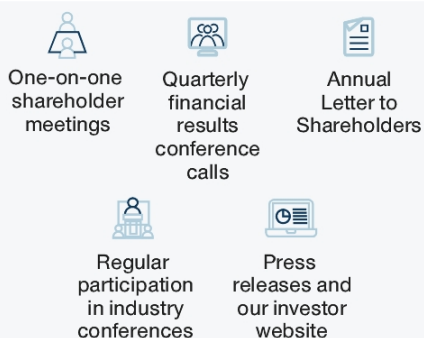 One-on-one
shareholder
meetings
Quarterly
financial
results
conference
calls
Annual
Letter to
Shareholders
Regular
participation
in industry
conferences
Press
releases and
our investor
website